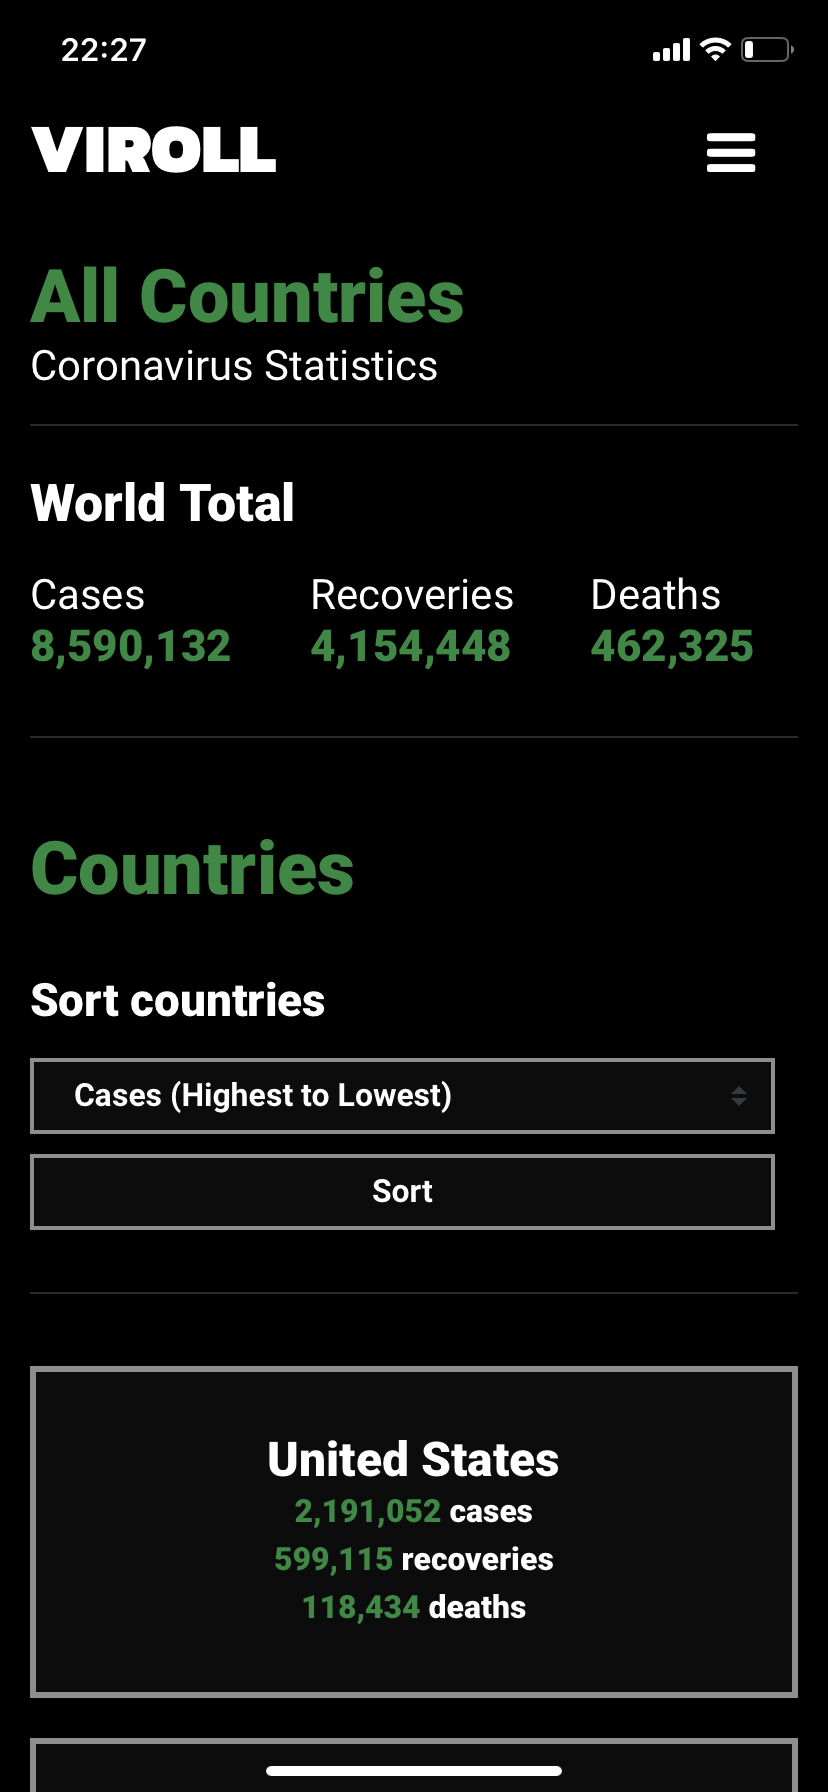 22:27
VIROLL
All Countries
Coronavirus Statistics
World Total
Cases Recoveries Deaths
8,590,132 4,154,448 462,325
Countries
Sort countries
Cases (Highest to Lowest)
Sort
United States
2,191,052 cases
599,115 recoveries
118,434 deaths